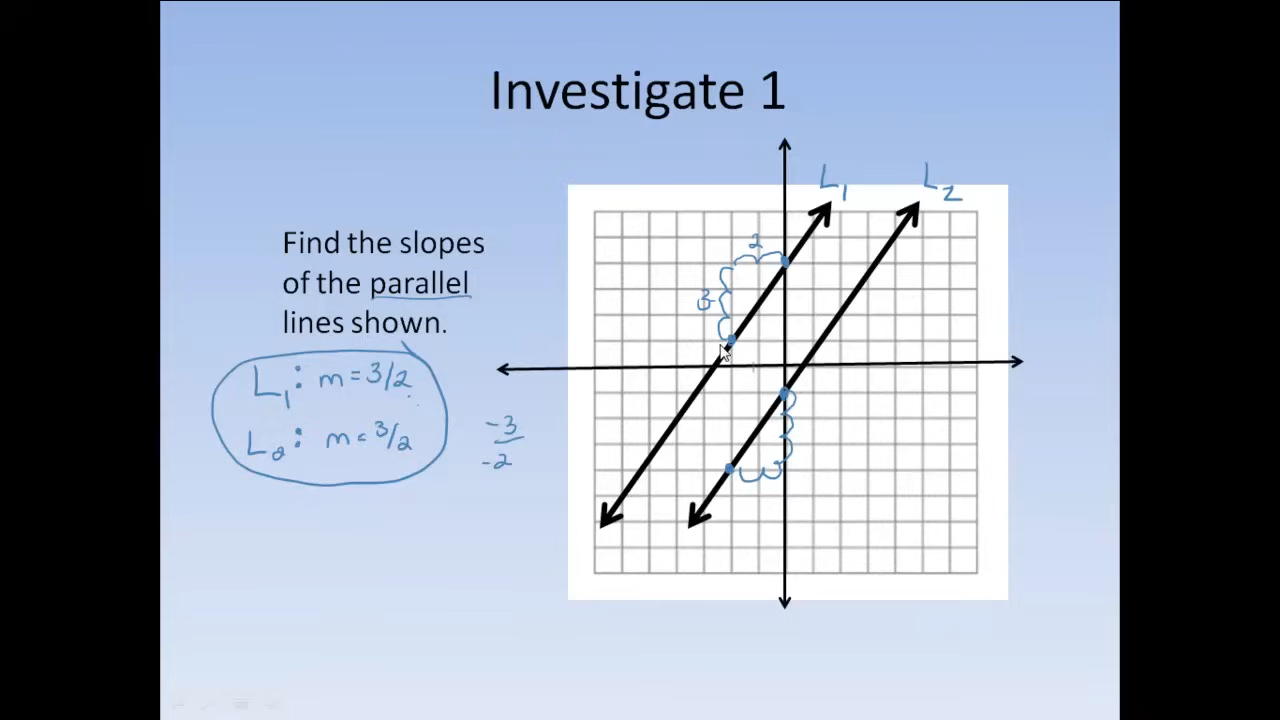 Investigate 1
Find the slopes
of the parallel
lines shown.
L₁: m = 3/2
L₂: m = 3/2
-3
-2
L₁
L₂
2
3